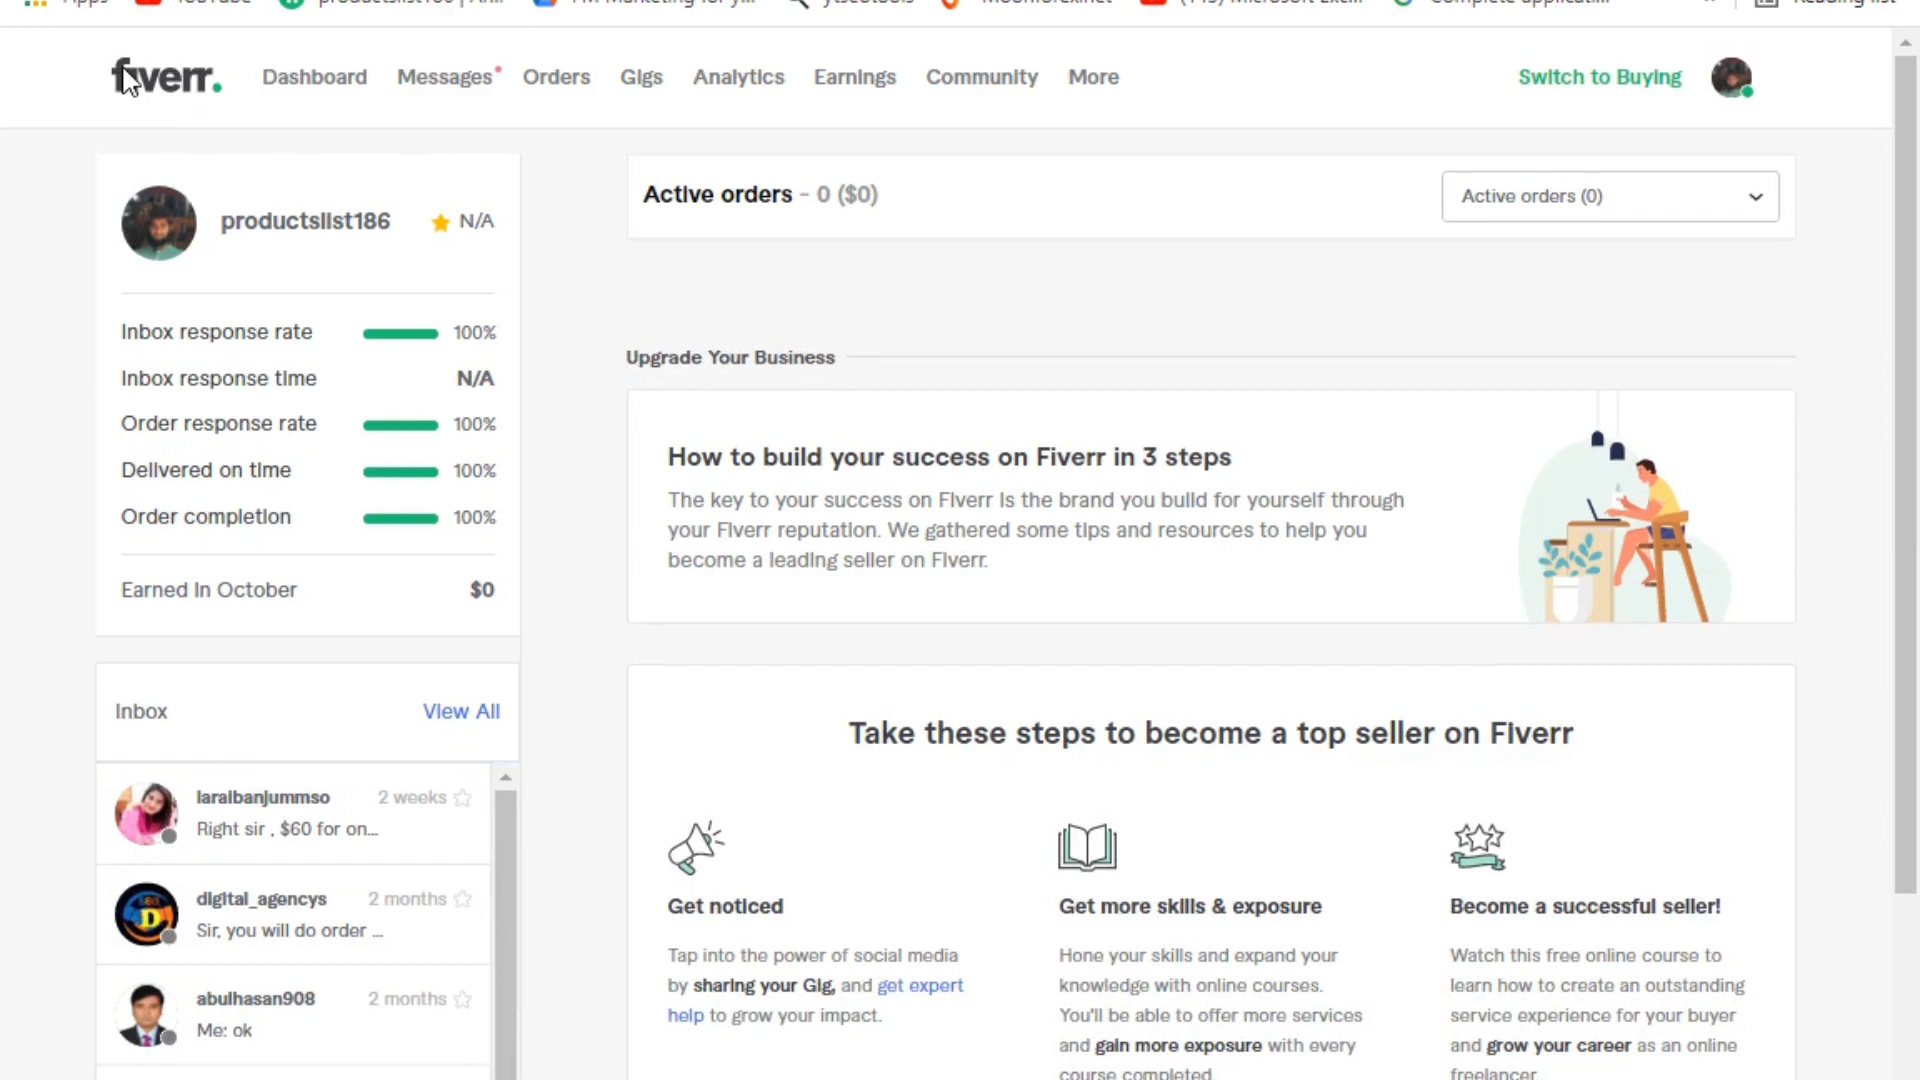 Apps
YouTube
fiverr.
Dashboard
Messages
Orders
Gigs
Analytics
Earnings
Community
More
Switch to Buying
productslist186
N/A
Inbox response rate
100%
Inbox response time
N/A
Order response rate
100%
Delivered on time
100%
Order completion
100%
Earned In October
$0
Inbox
View All
laraibanjummso
2 weeks
Right sir , $60 for on...
digital_agencys
2 months
Sir, you will do order ...
abulhasan908
2 months
Me: ok
Active orders - 0 ($0)
Active orders (0)
Upgrade Your Business
How to build your success on Fiverr in 3 steps
The key to your success on Fiverr is the brand you build for yourself through
your Fiverr reputation. We gathered some tips and resources to help you
become a leading seller on Fiverr.
Take these steps to become a top seller on Fiverr
Get noticed
Tap into the power of social media
by sharing your Gig, and get expert
help to grow your impact.
Get more skills & exposure
Hone your skills and expand your
knowledge with online courses.
You'll be able to offer more services
and gain more exposure with every
course completed.
Become a successful seller!
Watch this free online course to
learn how to create an outstanding
service experience for your buyer
and grow your career as an online
freelancer.